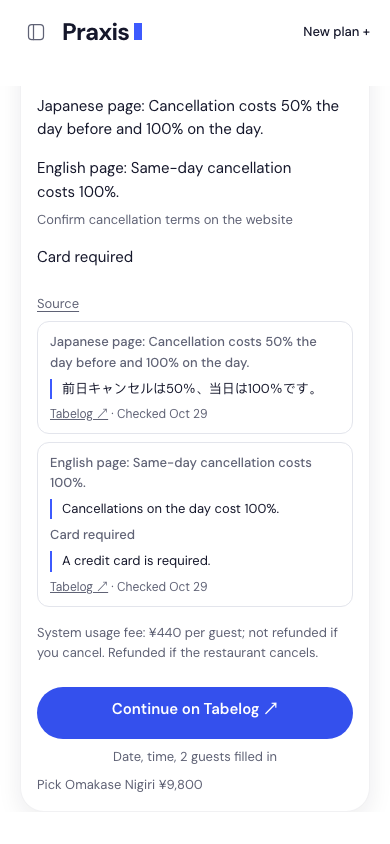 Praxis
New plan +
Japanese page: Cancellation costs 50% the
day before and 100% on the day.
English page: Same-day cancellation
costs 100%.
Confirm cancellation terms on the website
Card required
Source
Japanese page: Cancellation costs 50% the
day before and 100% on the day.
前日キャンセルは50%、当日は100%です。
Tabelog ↗ · Checked Oct 29
English page: Same-day cancellation costs
100%.
Cancellations on the day cost 100%.
Card required
A credit card is required.
Tabelog ↗ · Checked Oct 29
System usage fee: ¥440 per guest; not refunded if
you cancel. Refunded if the restaurant cancels.
Continue on Tabelog ↗
Date, time, 2 guests filled in
Pick Omakase Nigiri ¥9,800